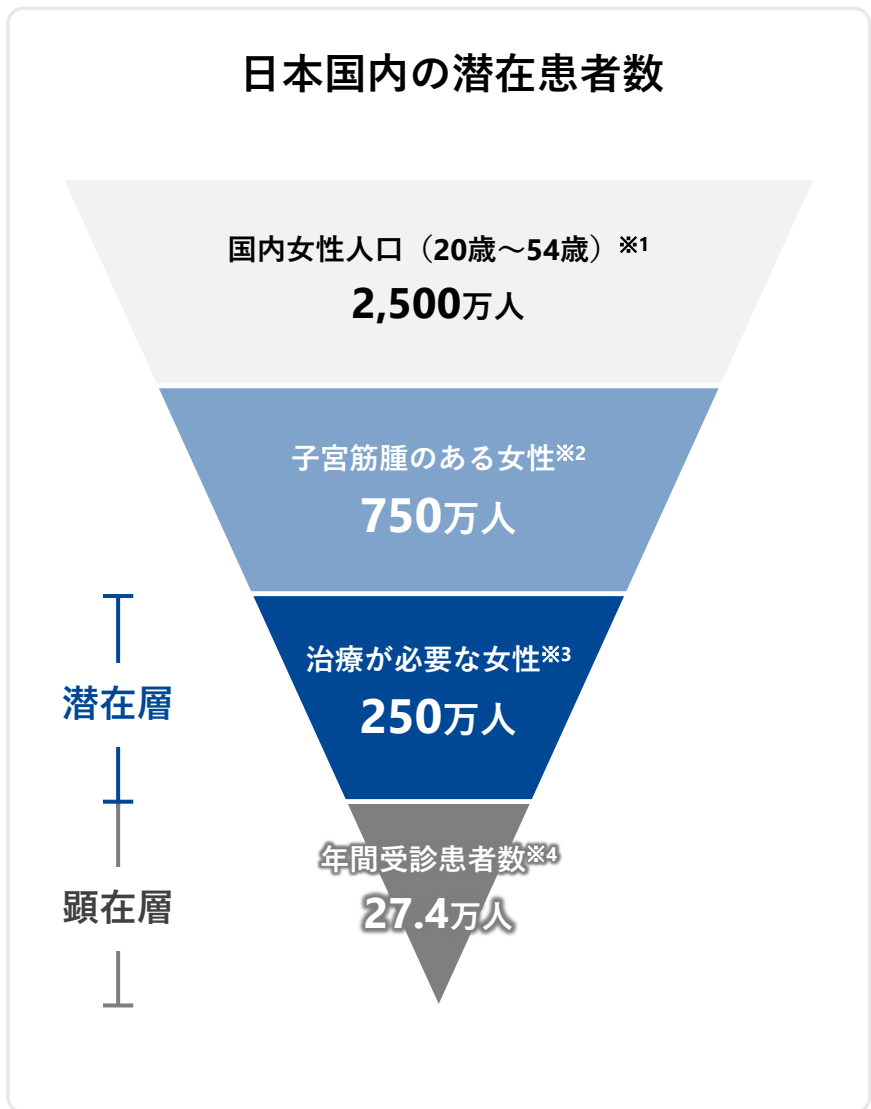 日本国内の潜在患者数
国内女性人口（20歳～54歳）※1
2,500万人
子宮筋腫のある女性※2
750万人
治療が必要な女性※3
250万人
潜在層
年間受診患者数※4
27.4万人
顕在層